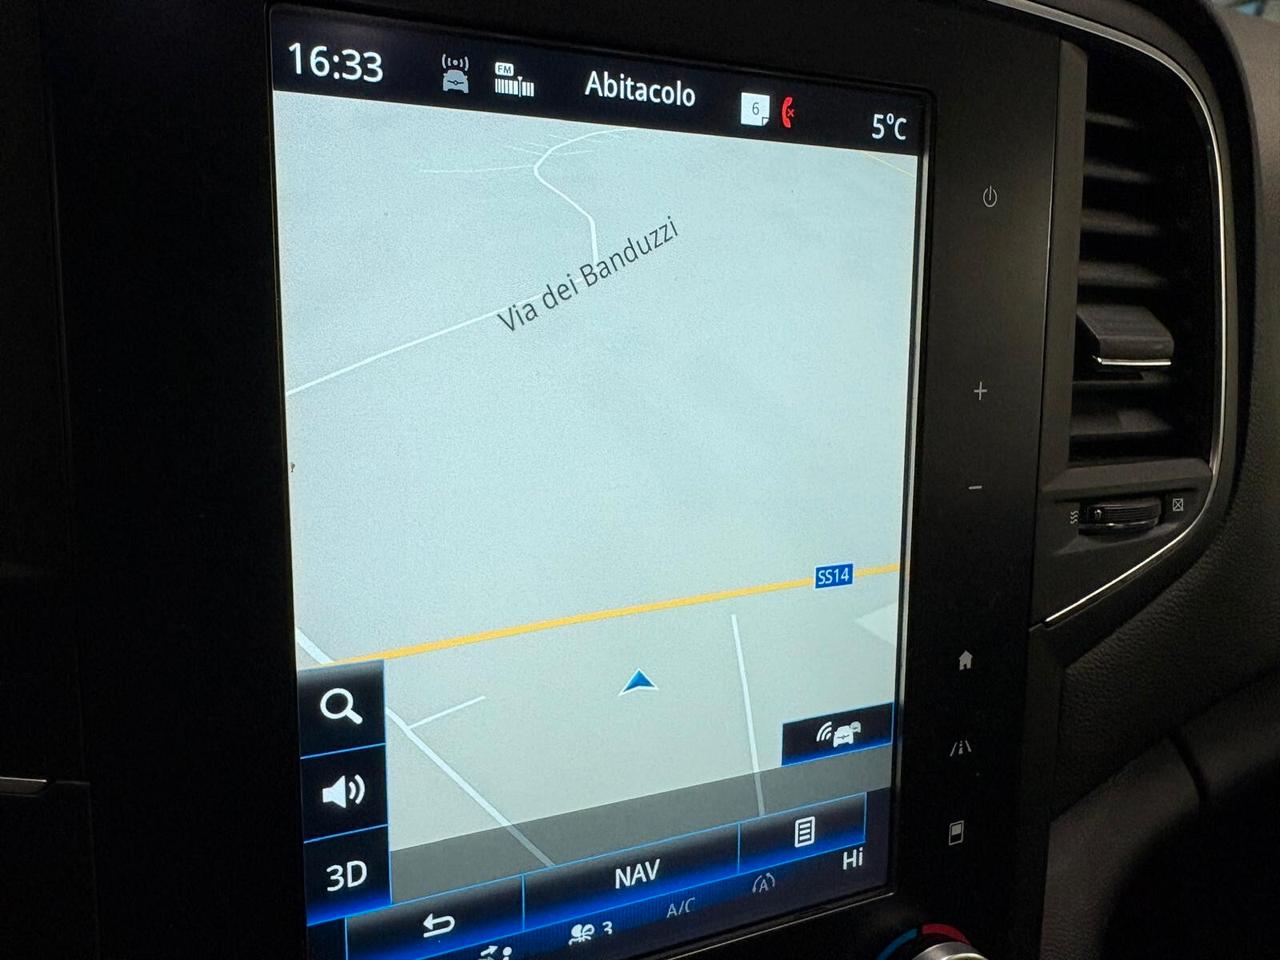 16:33
FM
Abitacolo
6
5°C
Via dei Banduzzi
SS14
3D
NAV
Hi
A/C
A
3